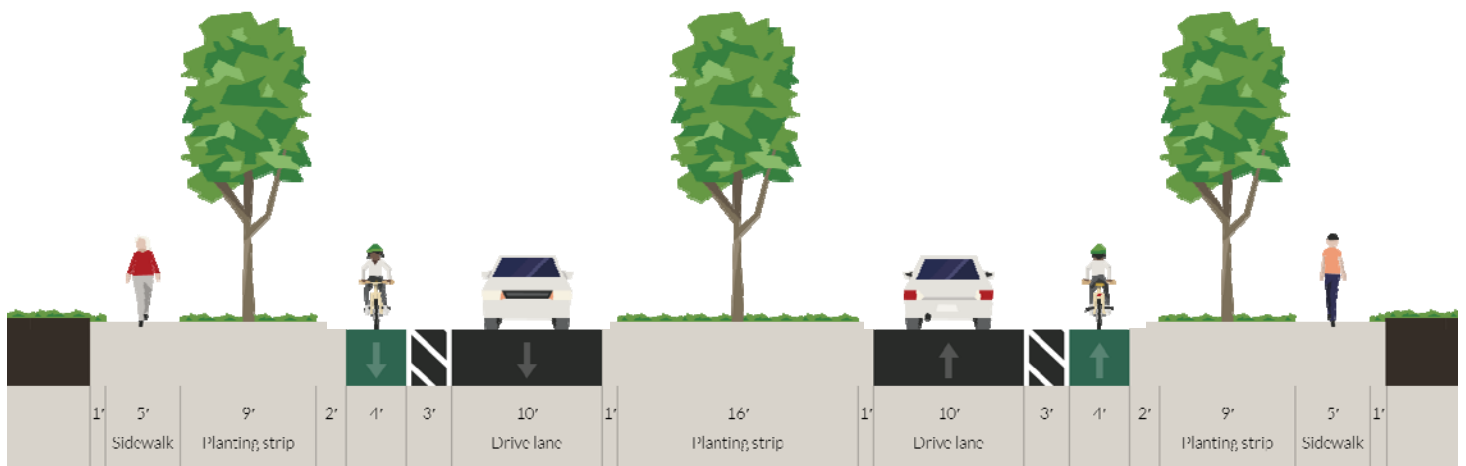 1' 5' 9' 2' 4' 3' 10' 1' 16' 1' 10' 3' 4' 2' 9' 5' 1'
Sidewalk Planting strip Drive lane Planting strip Drive lane Planting strip Sidewalk